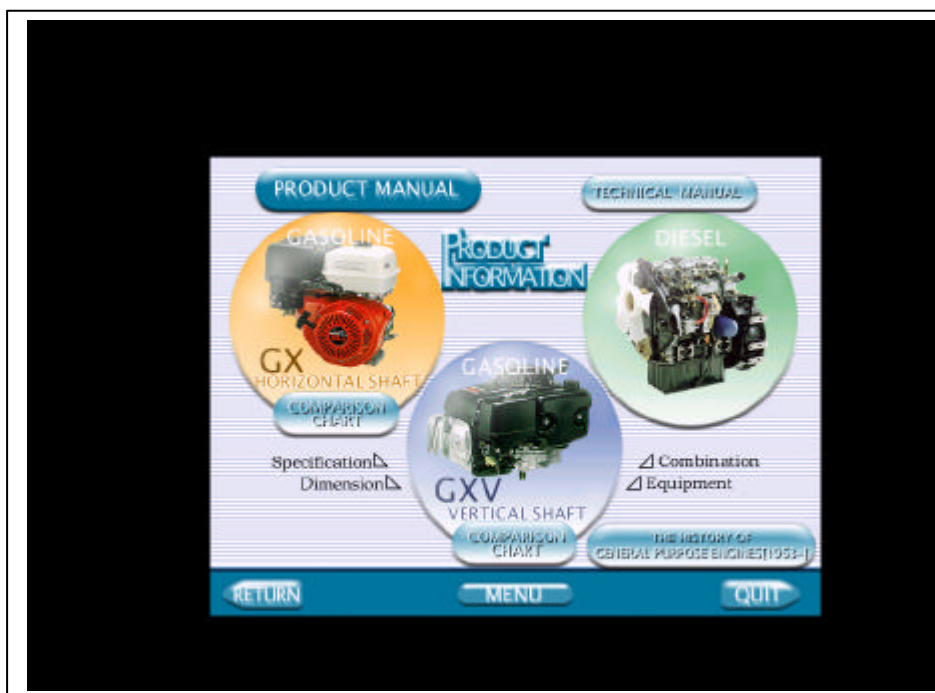 PRODUCT MANUAL
TECHNICAL MANUAL
GASOLINE
PRODUCT
INFORMATION
DIESEL
GX
HORIZONTAL SHAFT
COMPARISON
CHART
GASOLINE
GXV
VERTICAL SHAFT
COMPARISON
CHART
Specification
Dimension
Combination
Equipment
THE HISTORY OF
GENERAL PURPOSE ENGINES[1953-]
RETURN
MENU
QUIT